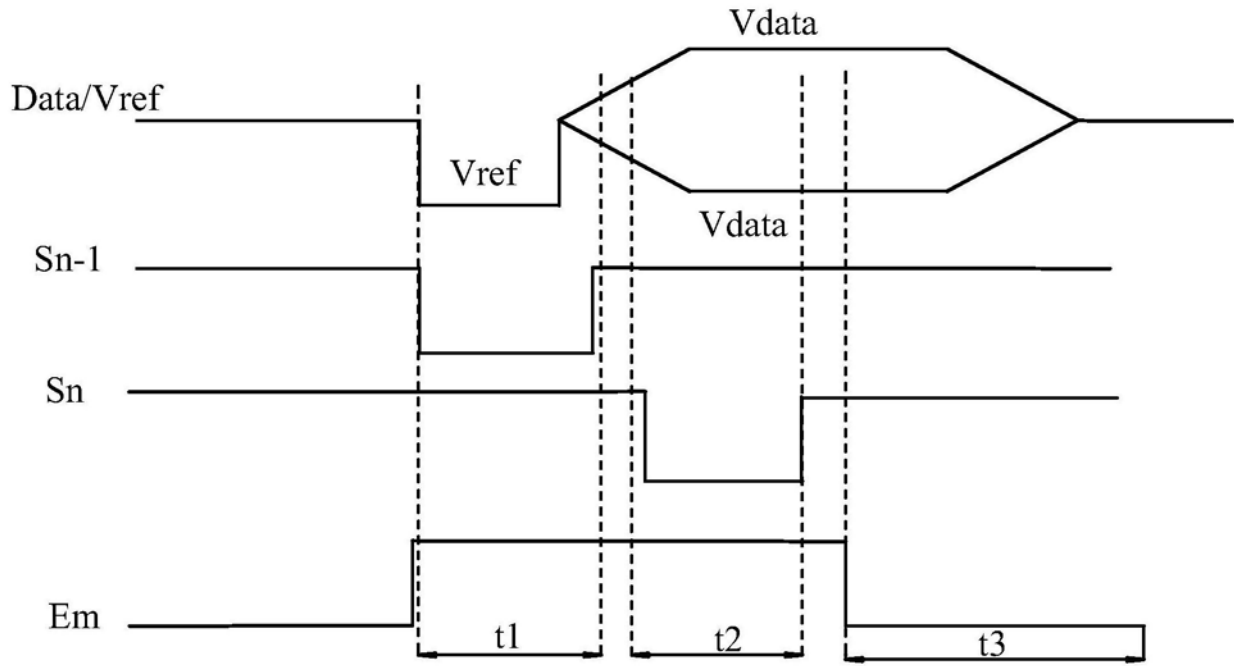 Vdata
Data/Vref
Vref
Vdata
Sn-1
Sn
Em
t1
t2
t3